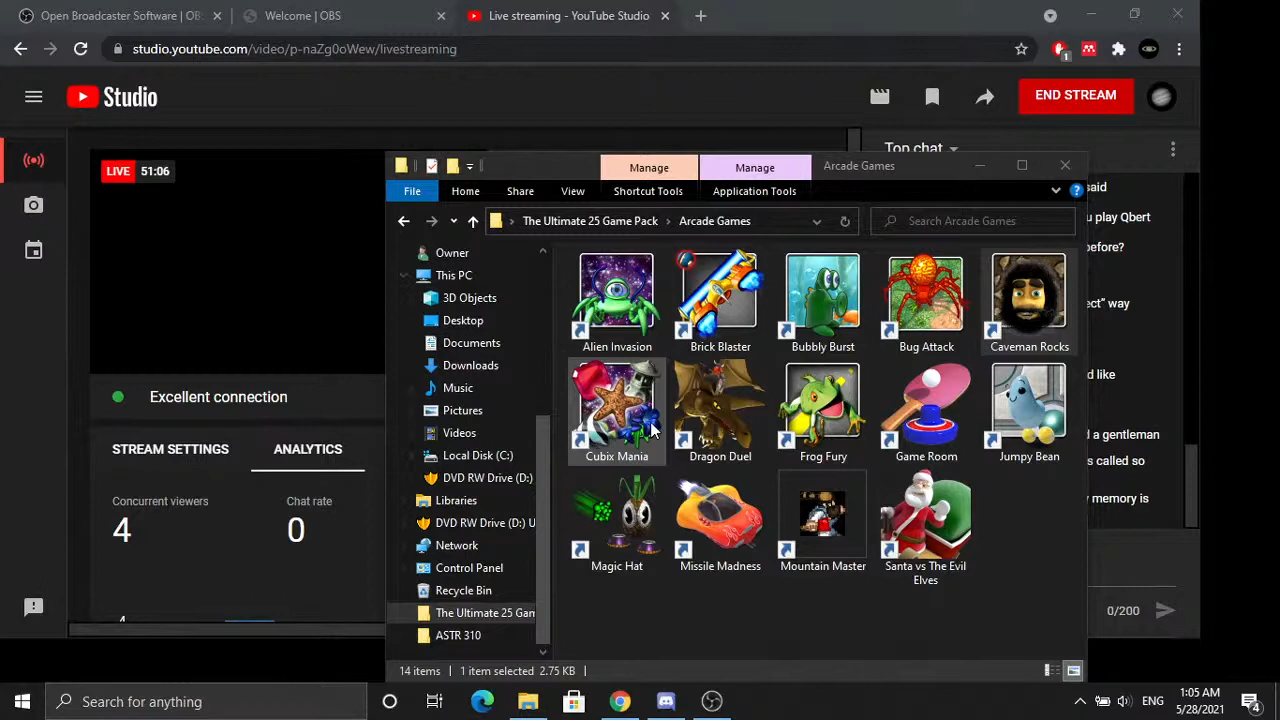 Open Broadcaster Software | OBS
Welcome | OBS
Live streaming - YouTube Studio
studio.youtube.com/video/p-naZg0oWew/livestreaming
1
Studio
END STREAM
Top chat
LIVE 51:06
Manage Manage Arcade Games
File Home Share View Shortcut Tools Application Tools
said
The Ultimate 25 Game Pack Arcade Games Search Arcade Games
u play Qbert
before?
Owner
This PC
3D Objects
Desktop
Documents
Downloads
Music
Pictures
Videos
Local Disk (C:)
DVD RW Drive (D:)
Libraries
DVD RW Drive (D:) U
Network
Control Panel
Recycle Bin
The Ultimate 25 Gam
ASTR 310
Alien Invasion Brick Blaster Bubbly Burst Bug Attack Caveman Rocks
Cubix Mania Dragon Duel Frog Fury Game Room Jumpy Bean
Magic Hat Missile Madness Mountain Master Santa vs The Evil
Elves
14 items 1 item selected 2.75 KB
ect" way
d like
d a gentleman
s called so
y memory is
0/200
Excellent connection
STREAM SETTINGS ANALYTICS
Concurrent viewers Chat rate
4 0
Search for anything
ENG
1:05 AM
5/28/2021
4